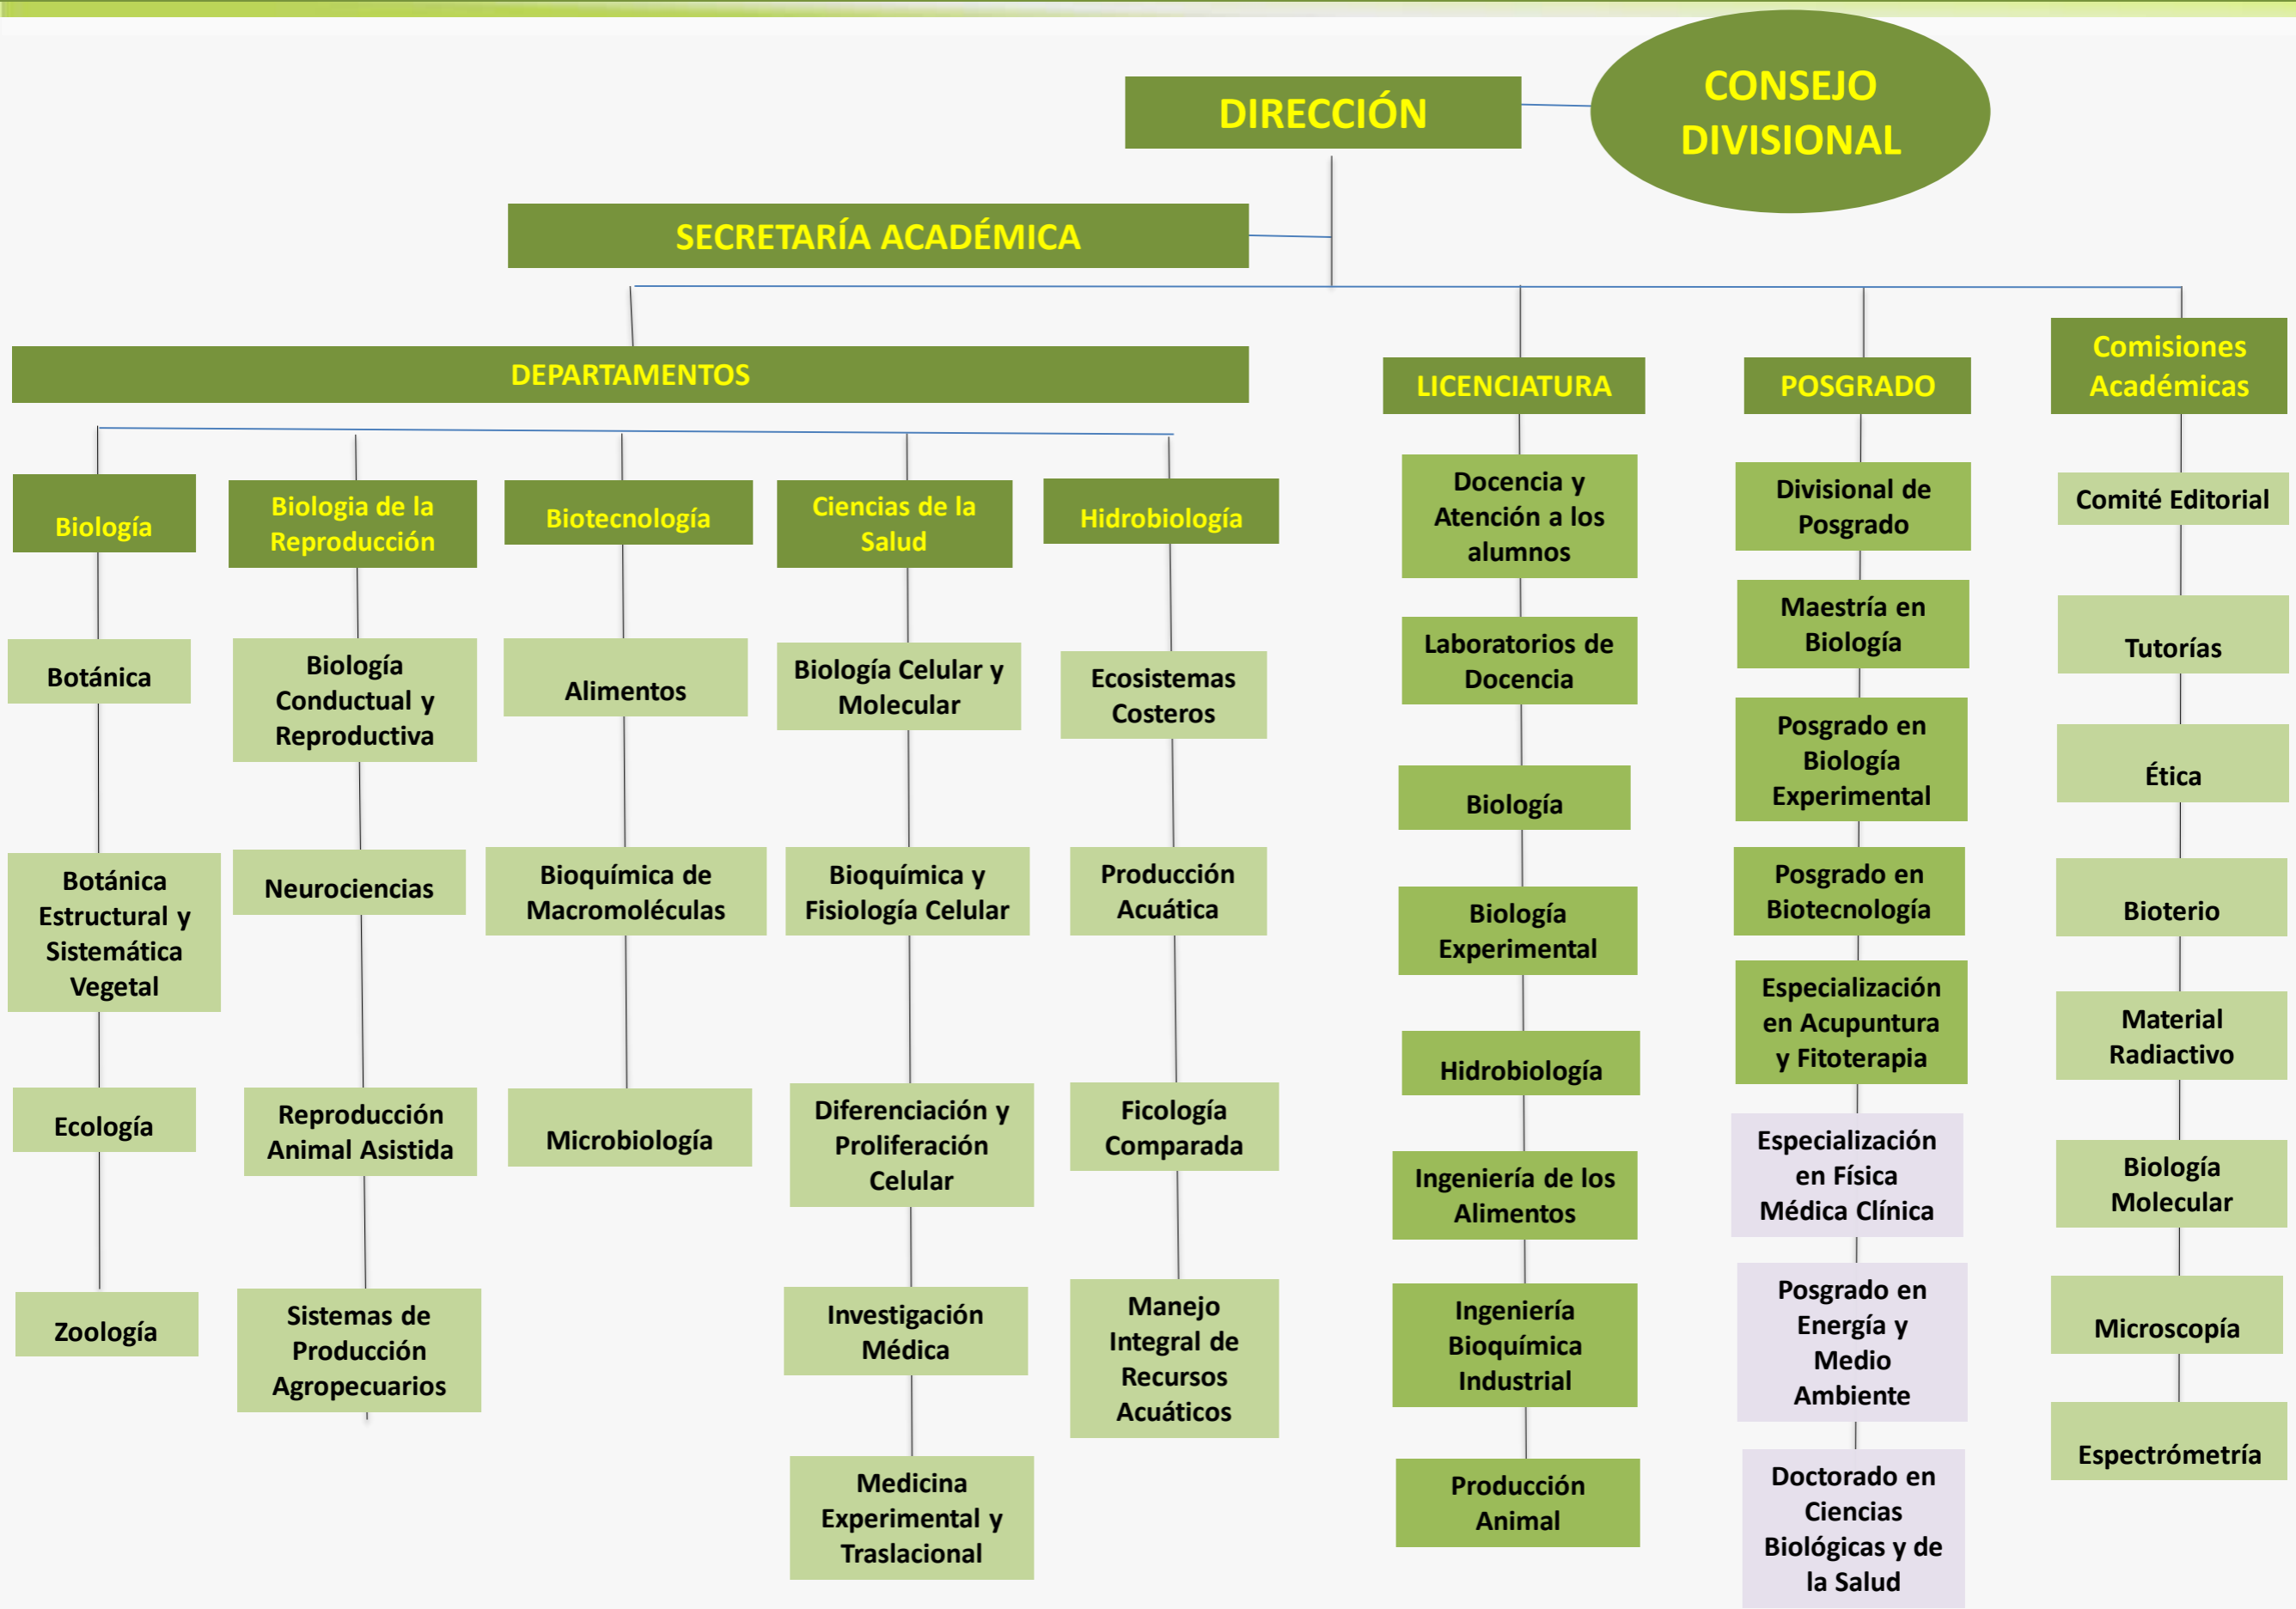 DIRECCIÓN
CONSEJO
DIVISIONAL
SECRETARÍA ACADÉMICA
DEPARTAMENTOS
LICENCIATURA
POSGRADO
Comisiones
Académicas
Biología
Botánica
Botánica
Estructural y
Sistemática
Vegetal
Ecología
Zoología
Biologia de la
Reproducción
Biología
Conductual y
Reproductiva
Neurociencias
Reproducción
Animal Asistida
Sistemas de
Producción
Agropecuarios
Biotecnología
Alimentos
Bioquímica de
Macromoléculas
Microbiología
Ciencias de la
Salud
Biología Celular y
Molecular
Bioquímica y
Fisiología Celular
Diferenciación y
Proliferación
Celular
Investigación
Médica
Medicina
Experimental y
Traslacional
Hidrobiología
Ecosistemas
Costeros
Producción
Acuática
Ficología
Comparada
Manejo
Integral de
Recursos
Acuáticos
Docencia y
Atención a los
alumnos
Laboratorios de
Docencia
Biología
Biología
Experimental
Hidrobiología
Ingeniería de los
Alimentos
Ingeniería
Bioquímica
Industrial
Producción
Animal
Divisional de
Posgrado
Maestría en
Biología
Posgrado en
Biología
Experimental
Posgrado en
Biotecnología
Especialización
en Acupuntura
y Fitoterapia
Especialización
en Física
Médica Clínica
Posgrado en
Energía y
Medio
Ambiente
Doctorado en
Ciencias
Biológicas y de
la Salud
Comité Editorial
Tutorías
Ética
Bioterio
Material
Radiactivo
Biología
Molecular
Microscopía
Espectrómetría